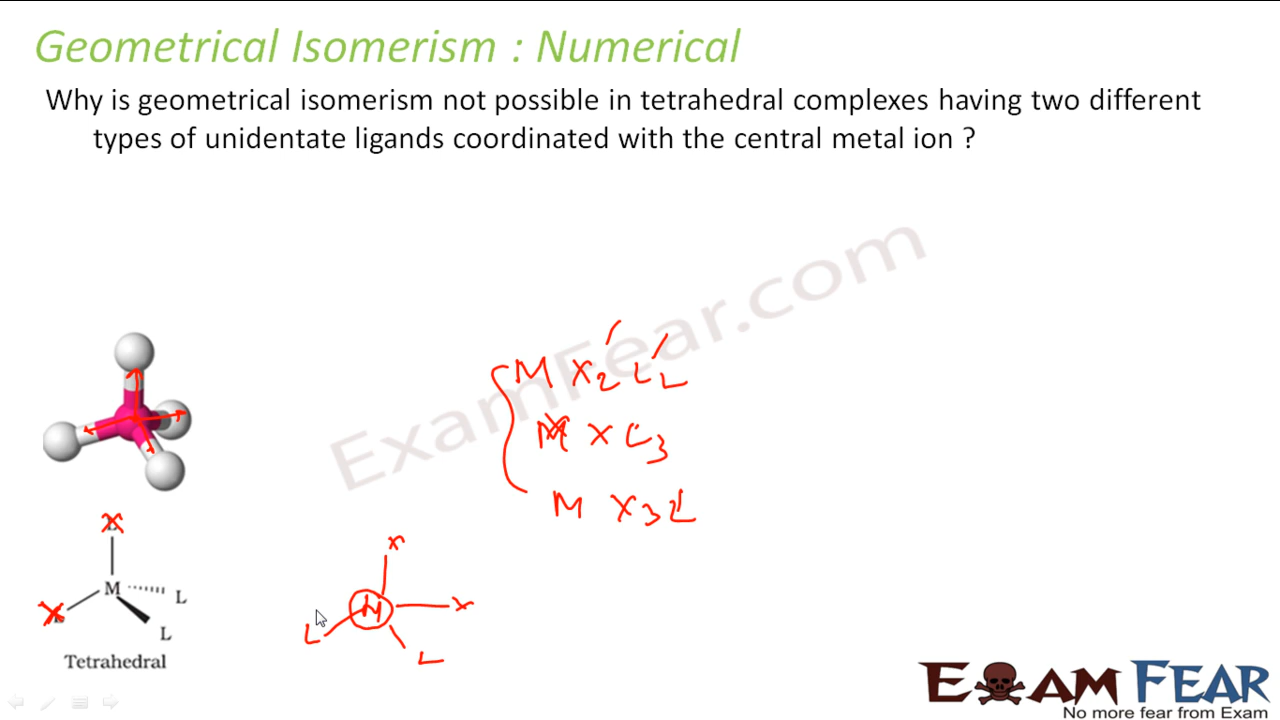 Geometrical Isomerism : Numerical
Why is geometrical isomerism not possible in tetrahedral complexes having two different
types of unidentate ligands coordinated with the central metal ion ?
ExamFear.com
M X2 L2
M X L3
M X3 L
X
M
X
L
L
Tetrahedral
X
M
X
L
L
EXAM FEAR
No more fear from Exam